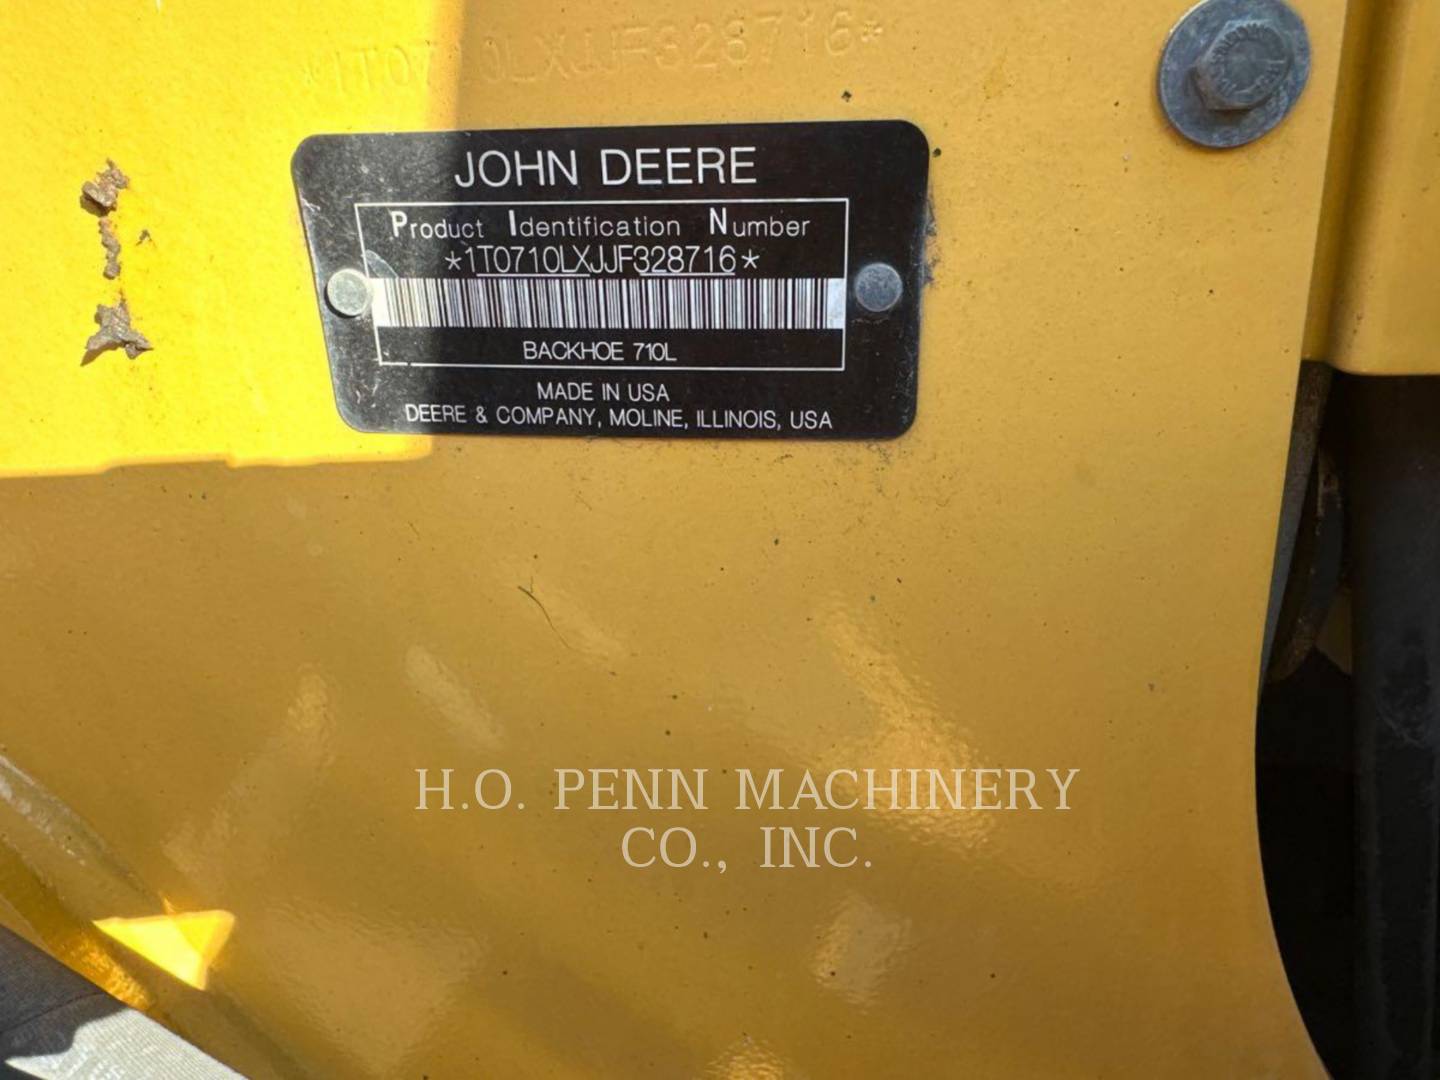 *1T0710LXJJF328716*
JOHN DEERE
Product Identification Number
*1T0710LXJJF328716*
BACKHOE 710L
MADE IN USA
DEERE & COMPANY, MOLINE, ILLINOIS, USA
H.O. PENN MACHINERY
CO., INC.